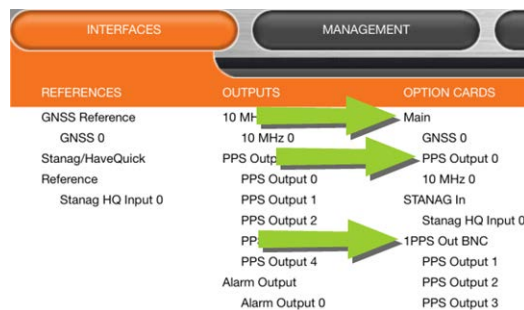 INTERFACES
MANAGEMENT
REFERENCES
GNSS Reference
GNSS 0
Stanag/HaveQuick
Reference
Stanag HQ Input 0
OUTPUTS
10 MHz 0
PPS Output 0
PPS Output 1
PPS Output 2
PPS Output 4
Alarm Output
Alarm Output 0
OPTION CARDS
Main
GNSS 0
PPS Output 0
10 MHz 0
STANAG In
Stanag HQ Input 0
1PPS Out BNC
PPS Output 1
PPS Output 2
PPS Output 3